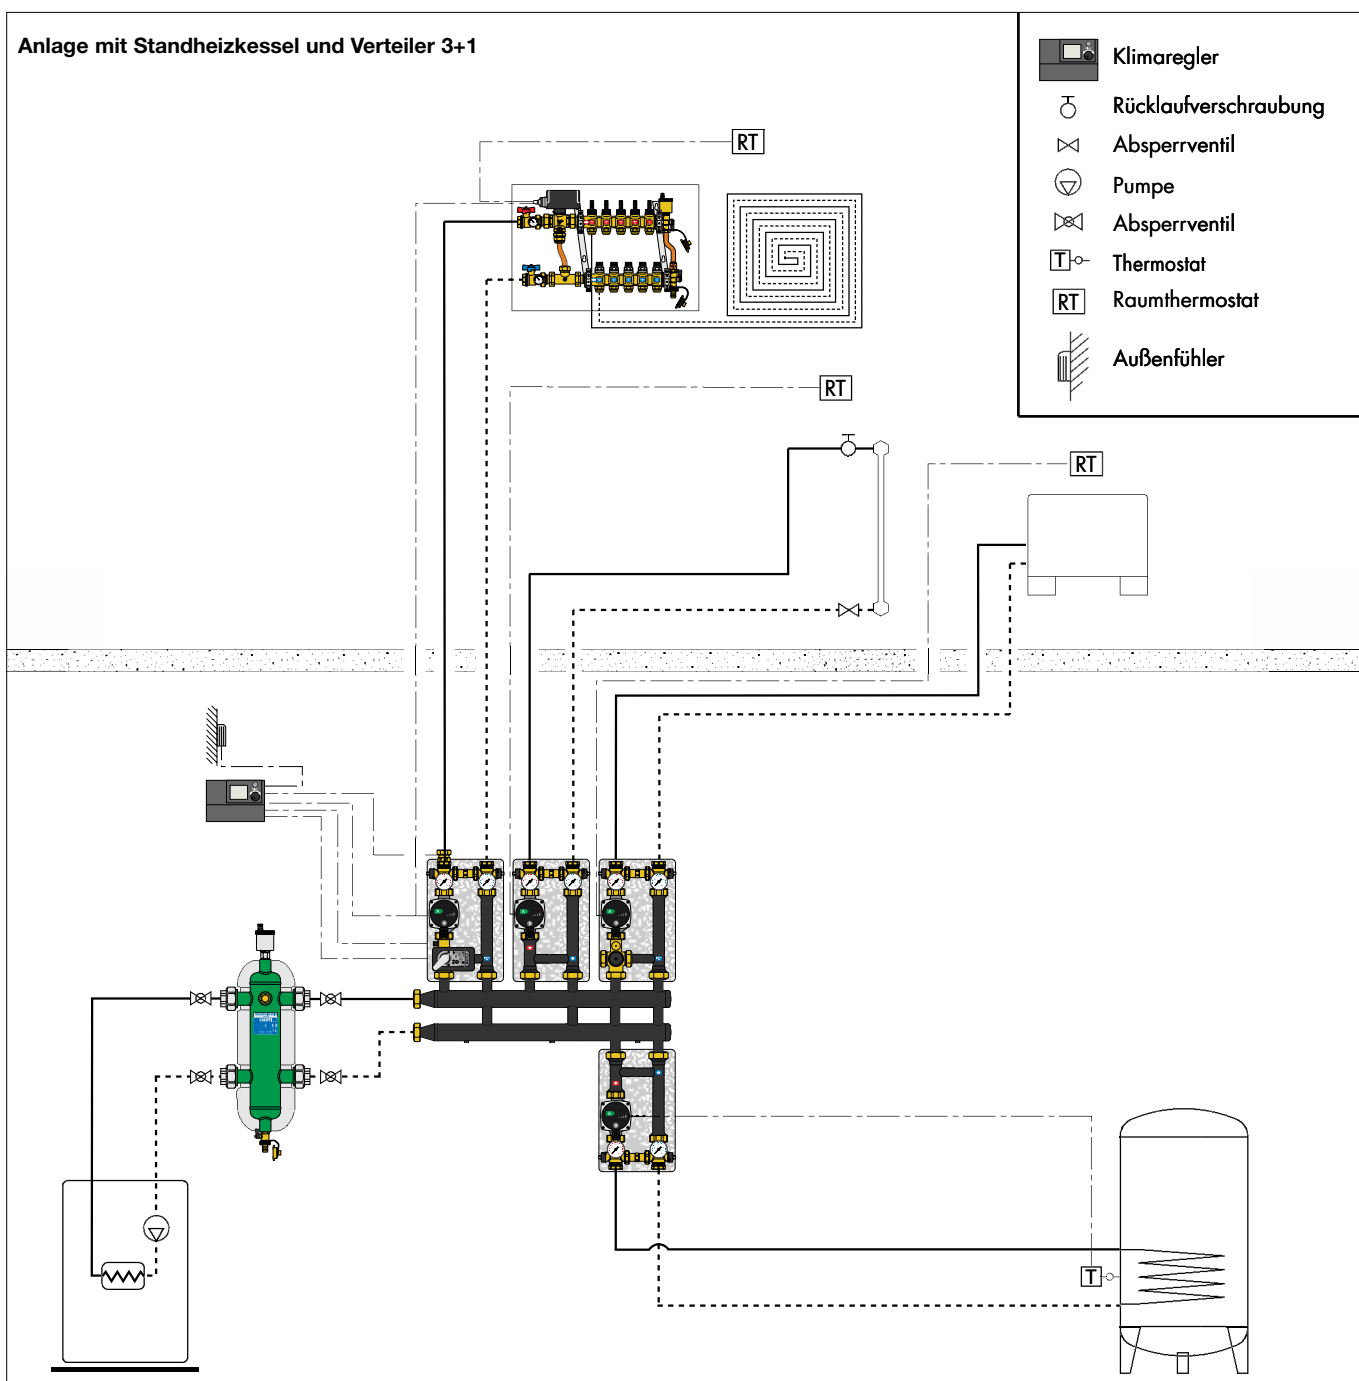 Anlage mit Standheizkessel und Verteiler 3+1
Klimaregler
Rücklaufverschraubung
Absperrventil
Pumpe
Absperrventil
T Thermostat
RT Raumthermostat
Außenfühler
RT
RT
RT
T